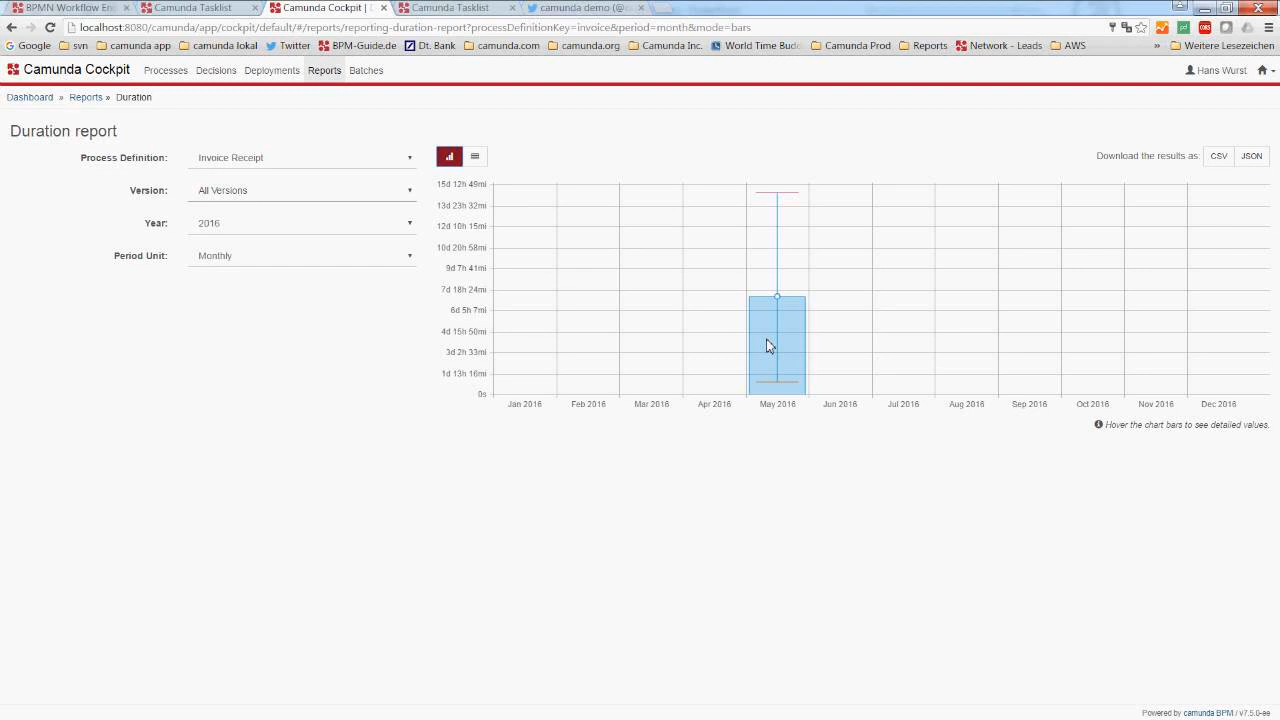 BPMN Workflow En
Camunda Tasklist
Camunda Cockpit | D
Camunda Tasklist
camunda demo (@c
localhost:8080/camunda/app/cockpit/default/#/reports/reporting-duration-report?processDefinitionKey=invoice&period=month&mode=bars
Google svn camunda app camunda lokal Twitter BPM-Guide.de Dt. Bank camunda.com camunda.org Camunda Inc. World Time Budd Camunda Prod Reports Network - Leads AWS » Weitere Lesezeichen
Camunda Cockpit Processes Decisions Deployments Reports Batches Hans Wurst
Dashboard » Reports » Duration
Duration report
Process Definition: Invoice Receipt
Version: All Versions
Year: 2016
Period Unit: Monthly
Download the results as: CSV JSON
15d 12h 49mi
13d 23h 32mi
12d 10h 15mi
10d 20h 58mi
9d 7h 41mi
7d 18h 24mi
6d 5h 7mi
4d 15h 50mi
3d 2h 33mi
1d 13h 16mi
0s
Jan 2016 Feb 2016 Mar 2016 Apr 2016 May 2016 Jun 2016 Jul 2016 Aug 2016 Sep 2016 Oct 2016 Nov 2016 Dec 2016
Hover the chart bars to see detailed values.
Powered by camunda BPM / v7.5.0-ee